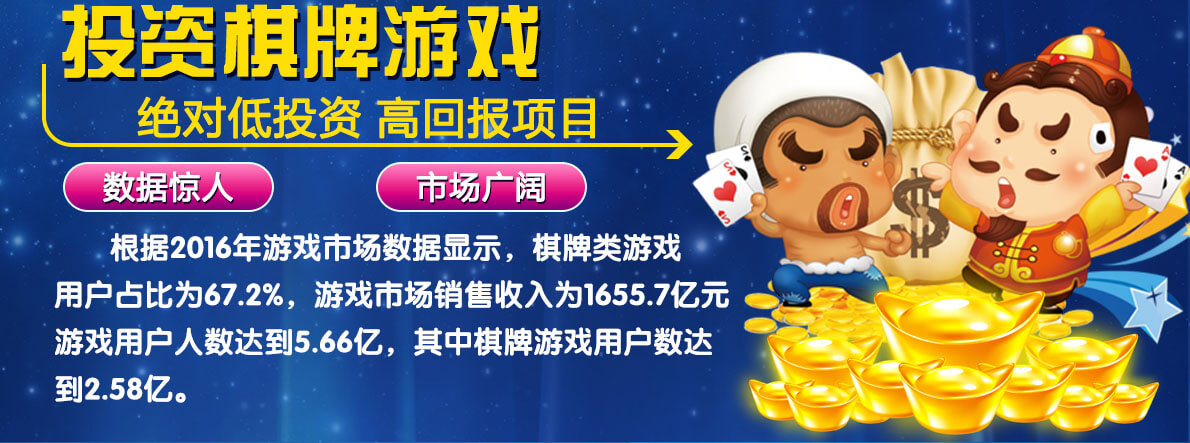 投资棋牌游戏
绝对低投资 高回报项目
数据惊人 市场广阔
根据2016年游戏市场数据显示，棋牌类游戏
用户占比为67.2%，游戏市场销售收入为1655.7亿元
游戏用户人数达到5.66亿，其中棋牌游戏用户数达
到2.58亿。
$
A
A